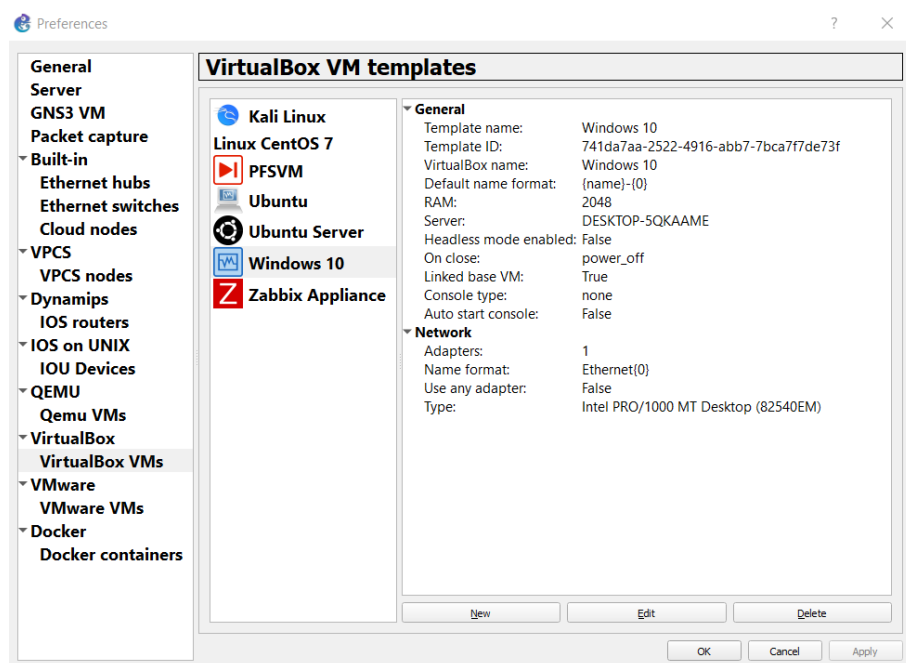 Preferences
?
General
Server
GNS3 VM
Packet capture
Built-in
Ethernet hubs
Ethernet switches
Cloud nodes
VPCS
VPCS nodes
Dynamips
IOS routers
IOS on UNIX
IOU Devices
QEMU
Qemu VMs
VirtualBox
VirtualBox VMs
VMware
VMware VMs
Docker
Docker containers
VirtualBox VM templates
Kali Linux
Linux CentOS 7
PFSVM
Ubuntu
Ubuntu Server
Windows 10
Z Zabbix Appliance
General
Template name: Windows 10
Template ID: 741da7aa-2522-4916-abb7-7bca7f7de73f
VirtualBox name: Windows 10
Default name format: {name}-{0}
RAM: 2048
Server: DESKTOP-5QKAAME
Headless mode enabled: False
On close: power_off
Linked base VM: True
Console type: none
Auto start console: False
Network
Adapters: 1
Name format: Ethernet{0}
Use any adapter: False
Type: Intel PRO/1000 MT Desktop (82540EM)
New Edit Delete
OK Cancel Apply